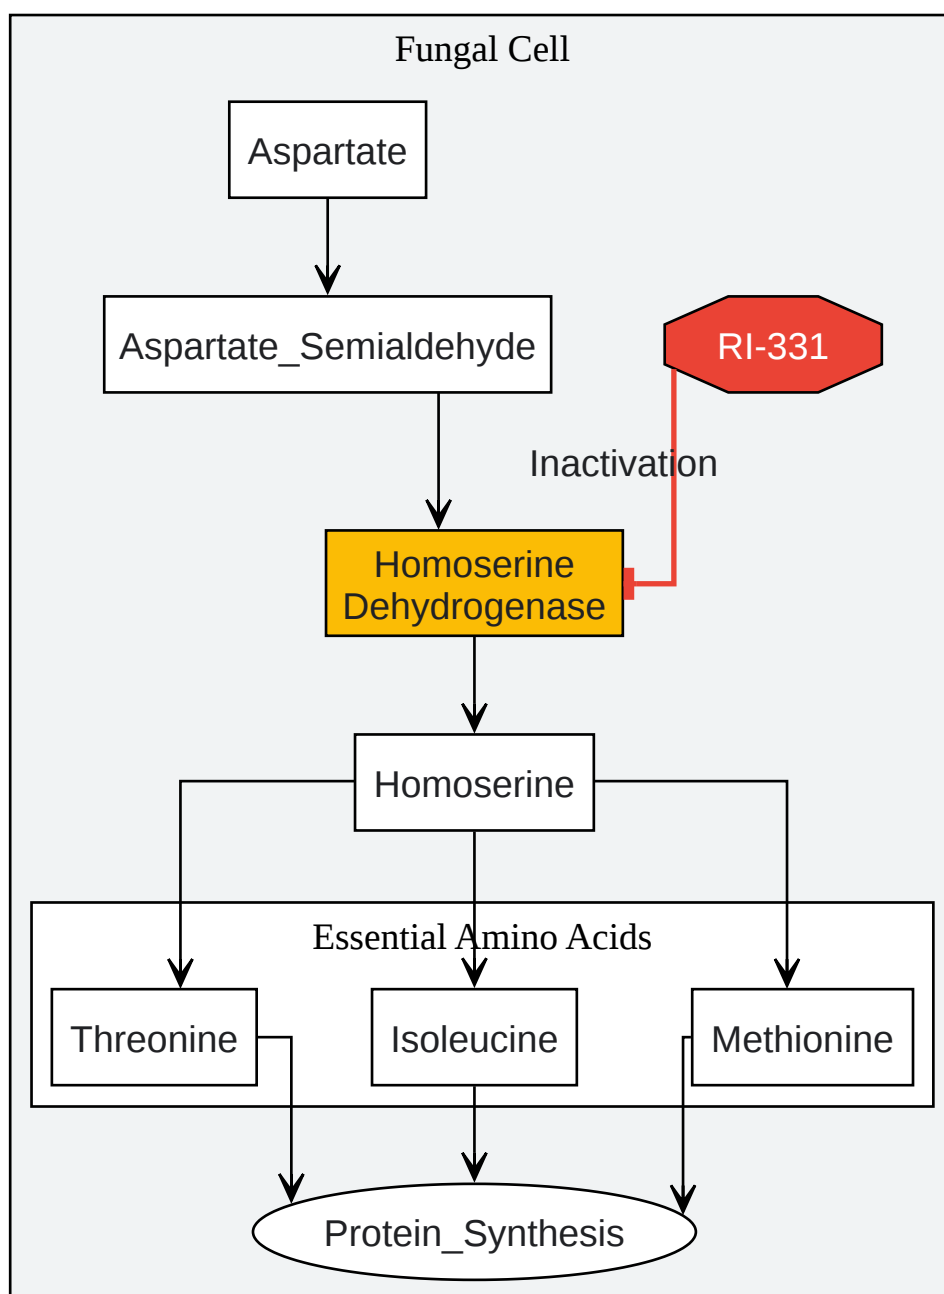 Fungal Cell
Aspartate
Aspartate_Semialdehyde
RI-331
Inactivation
Homoserine
Dehydrogenase
Homoserine
Essential Amino Acids
Threonine
Isoleucine
Methionine
Protein_Synthesis